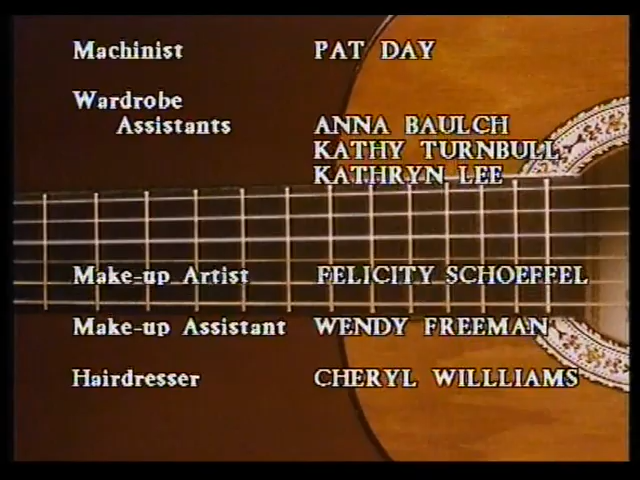 Machinist PAT DAY
Wardrobe
Assistants ANNA BAULCH
KATHY TURNBULL
KATHRYN LEE
Make-up Artist FELICITY SCHOEFFEL
Make-up Assistant WENDY FREEMAN
Hairdresser CHERYL WILLLIAMS